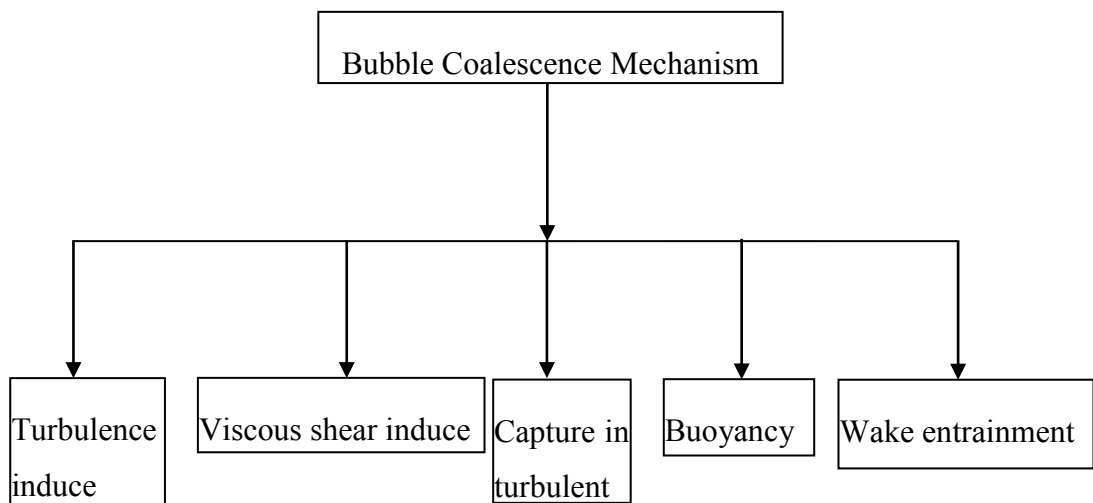 Bubble Coalescence Mechanism
Turbulence
induce
Viscous shear induce
Capture in
turbulent
Buoyancy
Wake entrainment